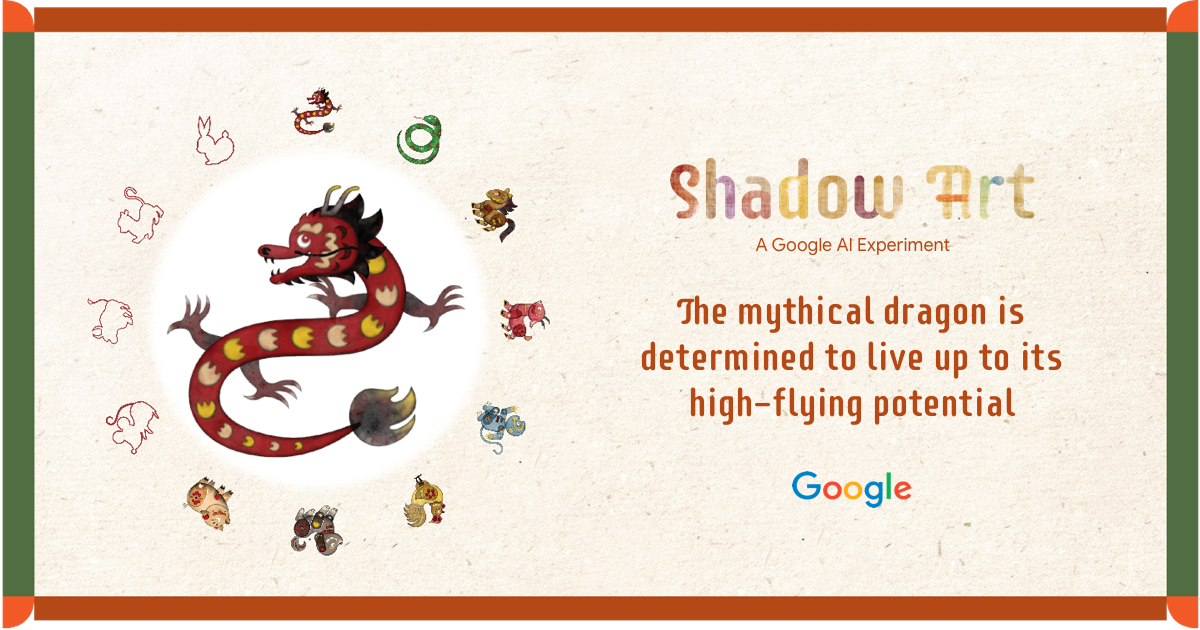 Shadow Art
A Google AI Experiment
The mythical dragon is
determined to live up to its
high-flying potential
Google